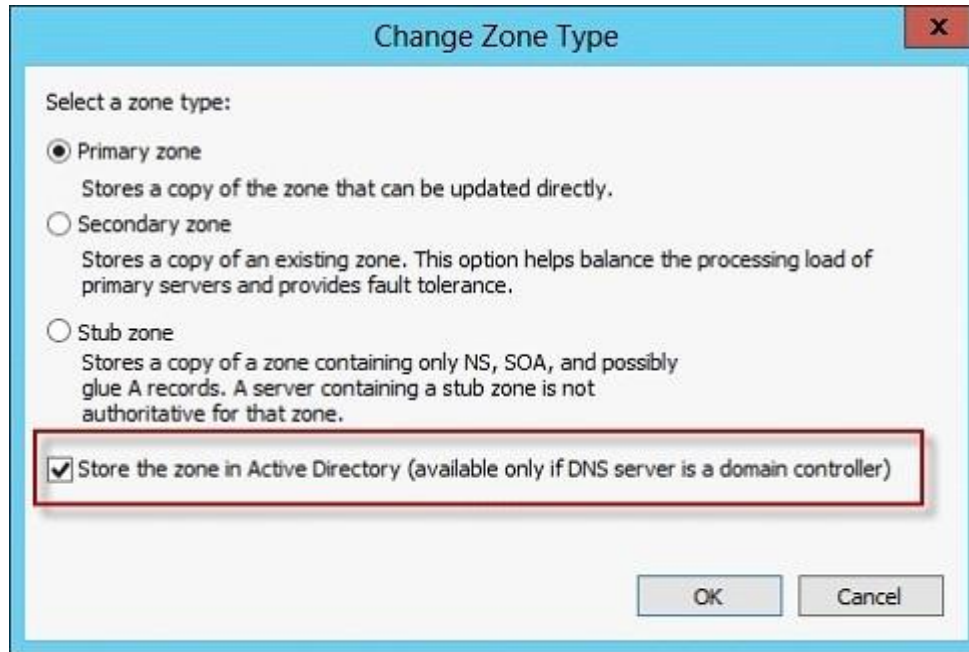 Change Zone Type
x
Select a zone type:
Primary zone
Stores a copy of the zone that can be updated directly.
Secondary zone
Stores a copy of an existing zone. This option helps balance the processing load of
primary servers and provides fault tolerance.
Stub zone
Stores a copy of a zone containing only NS, SOA, and possibly
glue A records. A server containing a stub zone is not
authoritative for that zone.
Store the zone in Active Directory (available only if DNS server is a domain controller)
OK Cancel